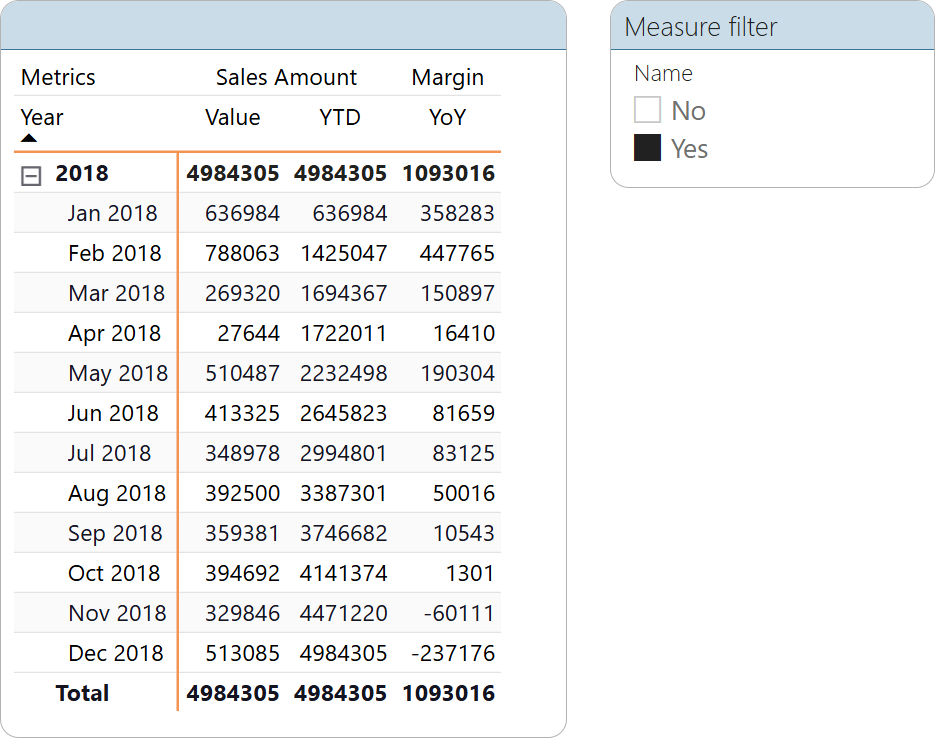 Metrics Sales Amount Margin
Year Value YTD YoY
2018 4984305 4984305 1093016
Jan 2018 636984 636984 358283
Feb 2018 788063 1425047 447765
Mar 2018 269320 1694367 150897
Apr 2018 27644 1722011 16410
May 2018 510487 2232498 190304
Jun 2018 413325 2645823 81659
Jul 2018 348978 2994801 83125
Aug 2018 392500 3387301 50016
Sep 2018 359381 3746682 10543
Oct 2018 394692 4141374 1301
Nov 2018 329846 4471220 -60111
Dec 2018 513085 4984305 -237176
Total 4984305 4984305 1093016
Measure filter
Name
No
Yes